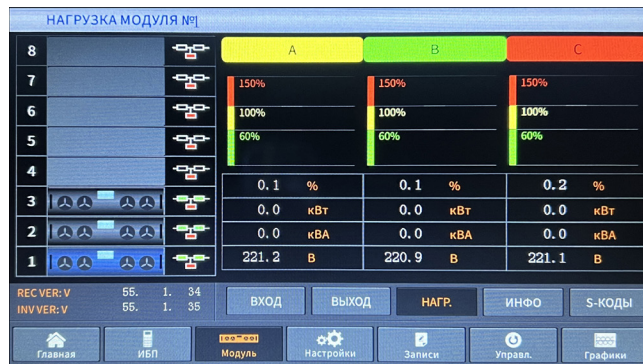 НАГРУЗКА МОДУЛЯ №1
8
A B C
7
150% 150% 150%
6
100% 100% 100%
5
60% 60% 60%
4
0.1 % 0.1 % 0.2 %
3
0.0 кВт 0.0 кВт 0.0 кВт
2
0.0 кВА 0.0 кВА 0.0 кВА
1
221.2 В 220.9 В 221.1 В
REC VER: V 55. 1. 34
INV VER: V 55. 1. 35
ВХОД ВЫХОД НАГР. ИНФО S-КОДЫ
Главная ИБП Модуль Настройки Записи Управл. Графики